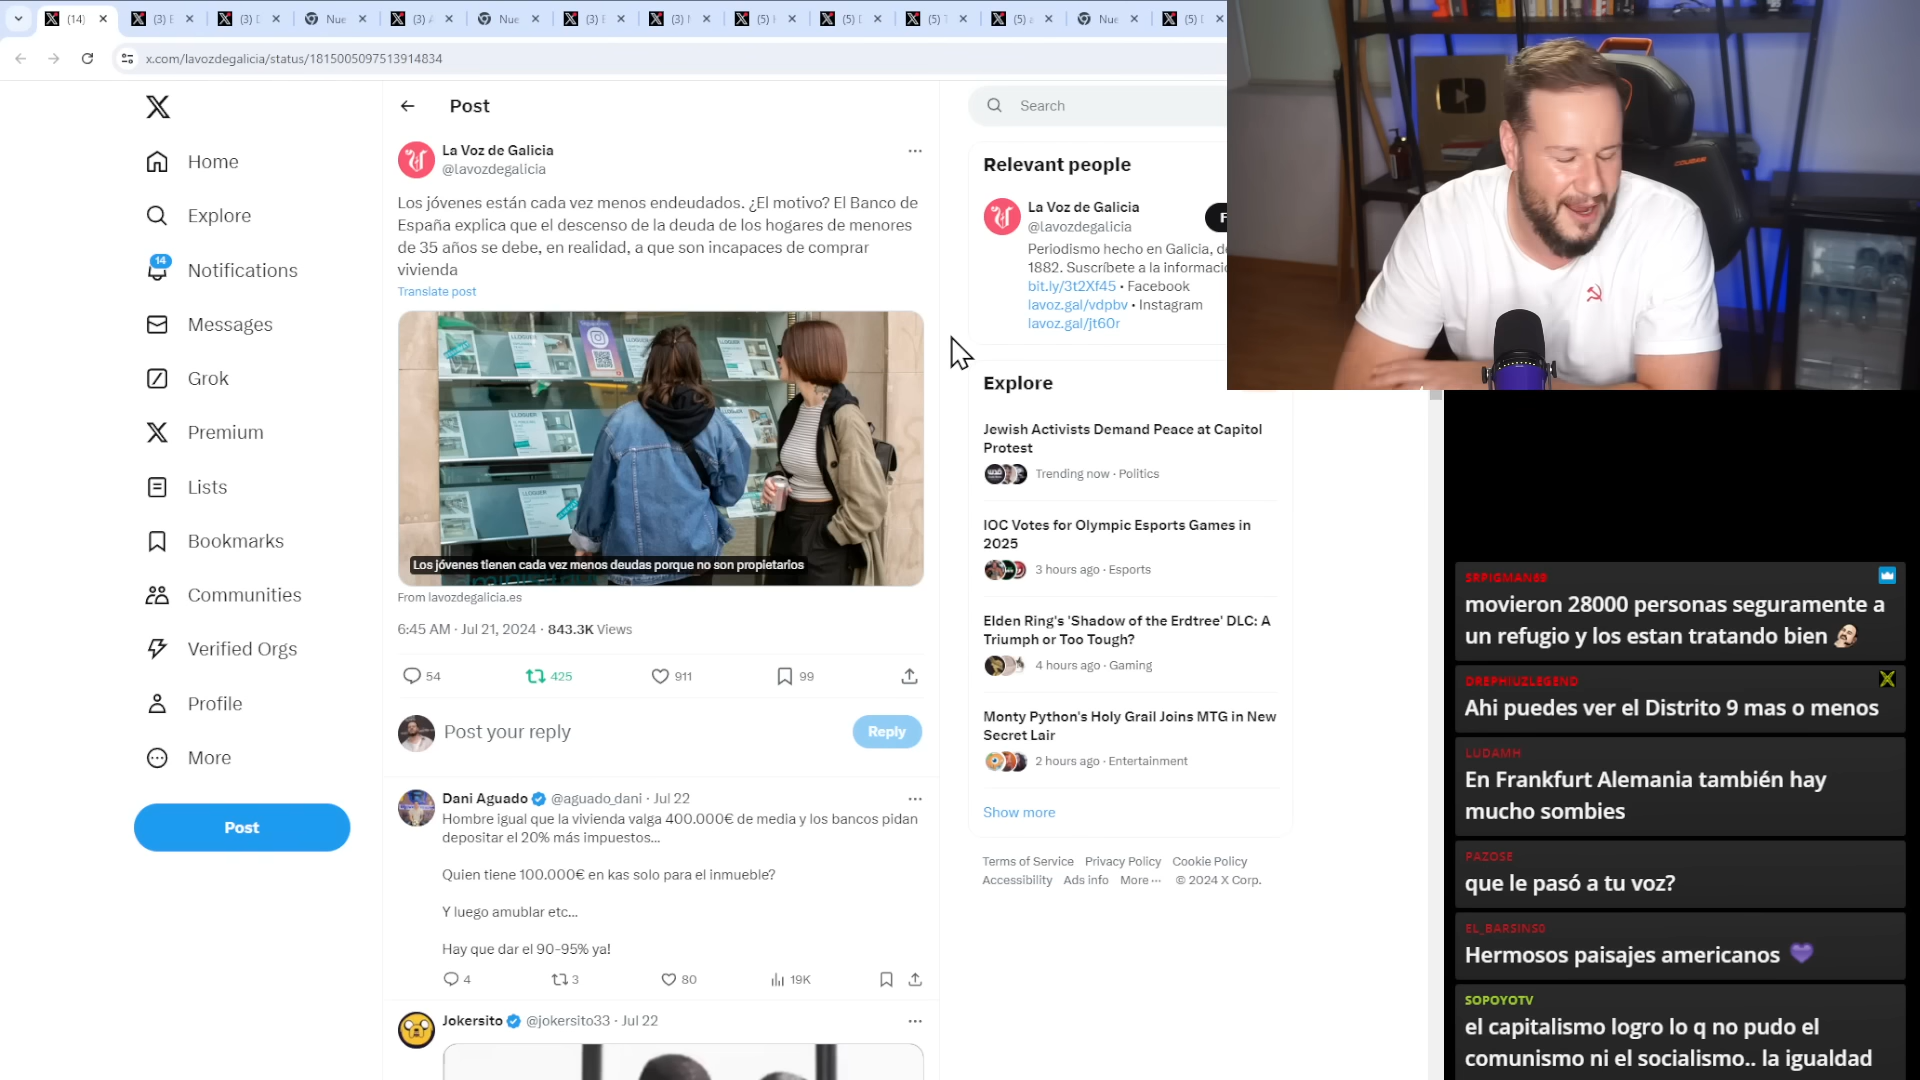 (14)
(3) E
(3) D
Nue
(3)
Nue
(3) E
(3)
(5)
(5) D
(5) T
(5)
Nue
(5) D
x.com/lavozdegalicia/status/1815005097513914834
Home
Explore
14
Notifications
Messages
Grok
Premium
Lists
Bookmarks
Communities
Verified Orgs
Profile
More
Post
Post
La Voz de Galicia
@lavozdegalicia
Los jóvenes están cada vez menos endeudados. ¿El motivo? El Banco de
España explica que el descenso de la deuda de los hogares de menores
de 35 años se debe, en realidad, a que son incapaces de comprar
vivienda
Translate post
LLOGUER
Los jóvenes tienen cada vez menos deudas porque no son propietarios
From lavozdegalicia.es
6:45 AM · Jul 21, 2024 · 843.3K Views
54
425
911
99
Post your reply
Reply
Dani Aguado @aguado_dani · Jul 22
Hombre igual que la vivienda valga 400.000€ de media y los bancos pidan
depositar el 20% más impuestos...
Quien tiene 100.000€ en kas solo para el inmueble?
Y luego amublar etc...
Hay que dar el 90-95% ya!
4
3
80
19K
Jokersito @jokersito33 · Jul 22
Search
Relevant people
La Voz de Galicia
@lavozdegalicia
F
Periodismo hecho en Galicia, de
1882. Suscríbete a la informació
bit.ly/3t2Xf45 • Facebook
lavoz.gal/vdpbv • Instagram
lavoz.gal/jt60r
Explore
Jewish Activists Demand Peace at Capitol
Protest
Trending now · Politics
IOC Votes for Olympic Esports Games in
2025
3 hours ago · Esports
Elden Ring's 'Shadow of the Erdtree' DLC: A
Triumph or Too Tough?
4 hours ago · Gaming
Monty Python's Holy Grail Joins MTG in New
Secret Lair
2 hours ago · Entertainment
Show more
Terms of Service Privacy Policy Cookie Policy
Accessibility Ads info More ··· © 2024 X Corp.
COUGAR
SRPIGMAN69
movieron 28000 personas seguramente a
un refugio y los estan tratando bien
DREPHIUZLEGEND
Ahi puedes ver el Distrito 9 mas o menos
LUDAMH
En Frankfurt Alemania también hay
mucho sombies
PAZOSE
que le pasó a tu voz?
EL_BARSINS0
Hermosos paisajes americanos 💜
SOPOYOTV
el capitalismo logro lo q no pudo el
comunismo ni el socialismo.. la igualdad